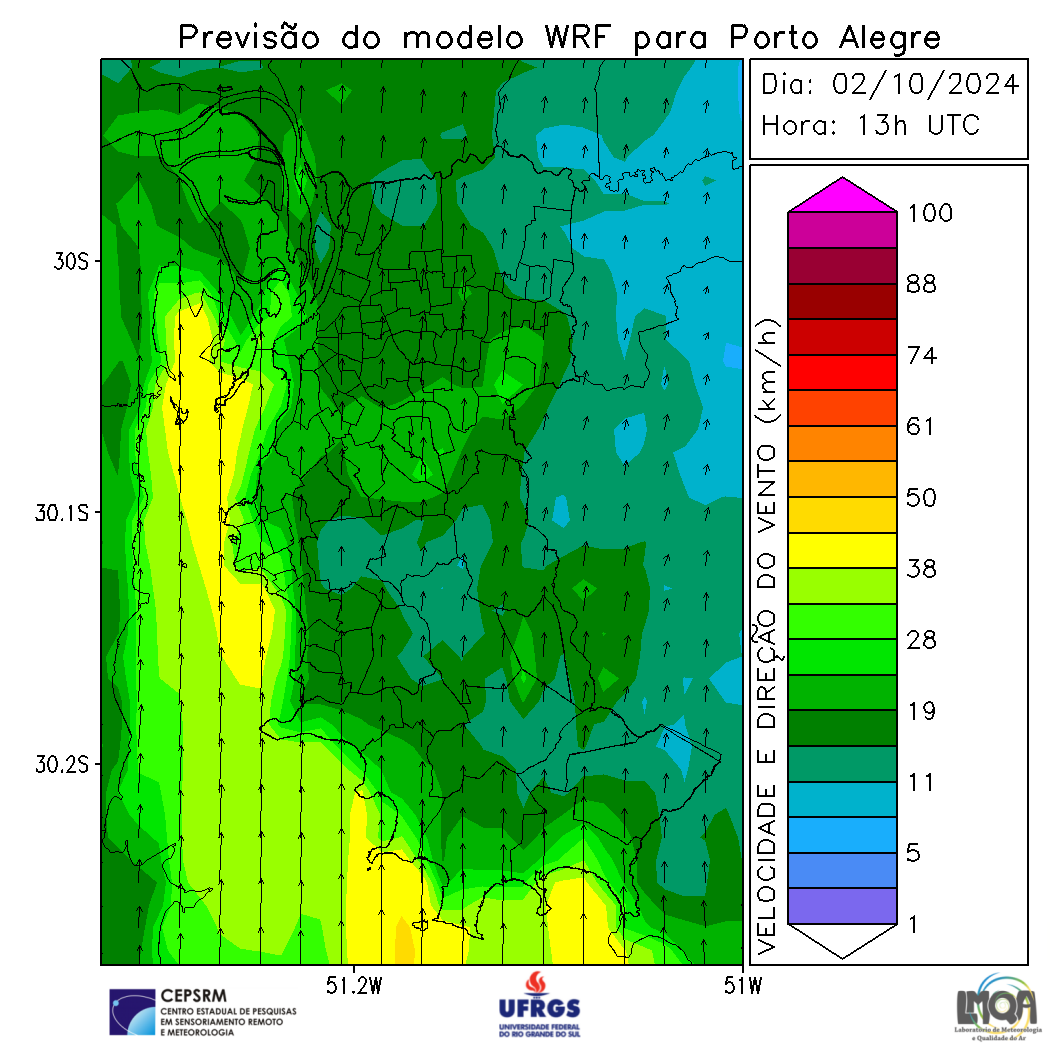 Previsão do modelo WRF para Porto Alegre
Dia: 02/10/2024
Hora: 13h UTC
30S
30.1S
30.2S
51.2W
51W
VELOCIDADE E DIREÇÃO DO VENTO (km/h)
100
88
74
61
50
38
28
19
11
5
1
CEPSRM
CENTRO ESTADUAL DE PESQUISAS
EM SENSORIAMENTO REMOTO
E METEOROLOGIA
UFRGS
UNIVERSIDADE FEDERAL
DO RIO GRANDE DO SUL
LMQA
Laboratório de Meteorologia
e Qualidade do Ar